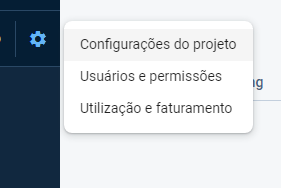 Configurações do projeto
Usuários e permissões
Utilização e faturamento